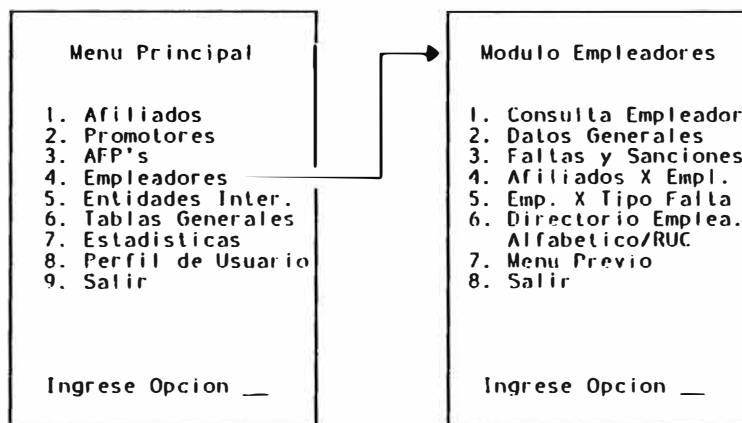 Menu Principal
1. Afiliados
2. Promotores
3. AFP's
4. Empleadores
5. Entidades Inter.
6. Tablas Generales
7. Estadisticas
8. Perfil de Usuario
9. Salir
Ingrese Opcion __
Modulo Empleadores
1. Consulta Empleador
2. Datos Generales
3. Faltas y Sanciones
4. Afiliados X Empl.
5. Emp. X Tipo Falta
6. Directorio Emplea.
Alfabetico/RUC
7. Menu Previo
8. Salir
Ingrese Opcion __